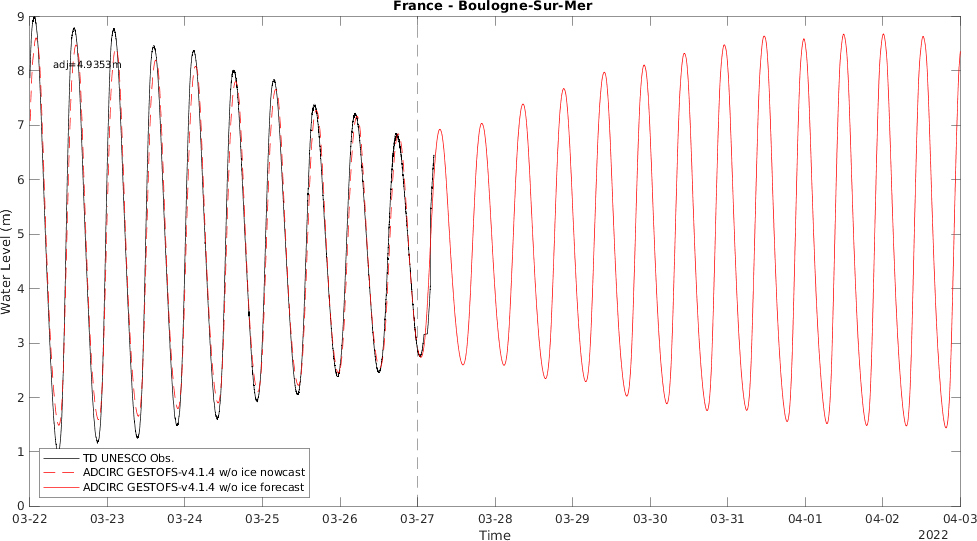 France - Boulogne-Sur-Mer
9
8
7
6
5
4
3
2
1
0
Water Level (m)
adj=4.9353m
TD UNESCO Obs.
ADCIRC GESTOFS-v4.1.4 w/o ice nowcast
ADCIRC GESTOFS-v4.1.4 w/o ice forecast
03-22 03-23 03-24 03-25 03-26 03-27 03-28 03-29 03-30 03-31 04-01 04-02 04-03
Time
2022